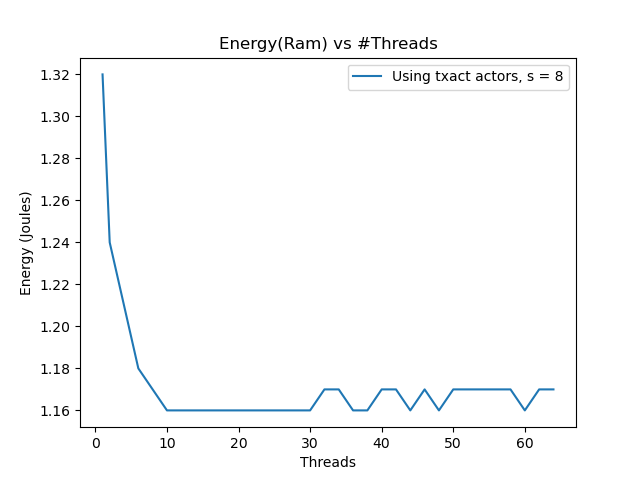 Energy(Ram) vs #Threads
Using txact actors, s = 8
1.32
1.30
1.28
1.26
1.24
1.22
1.20
1.18
1.16
Energy (Joules)
0 10 20 30 40 50 60
Threads